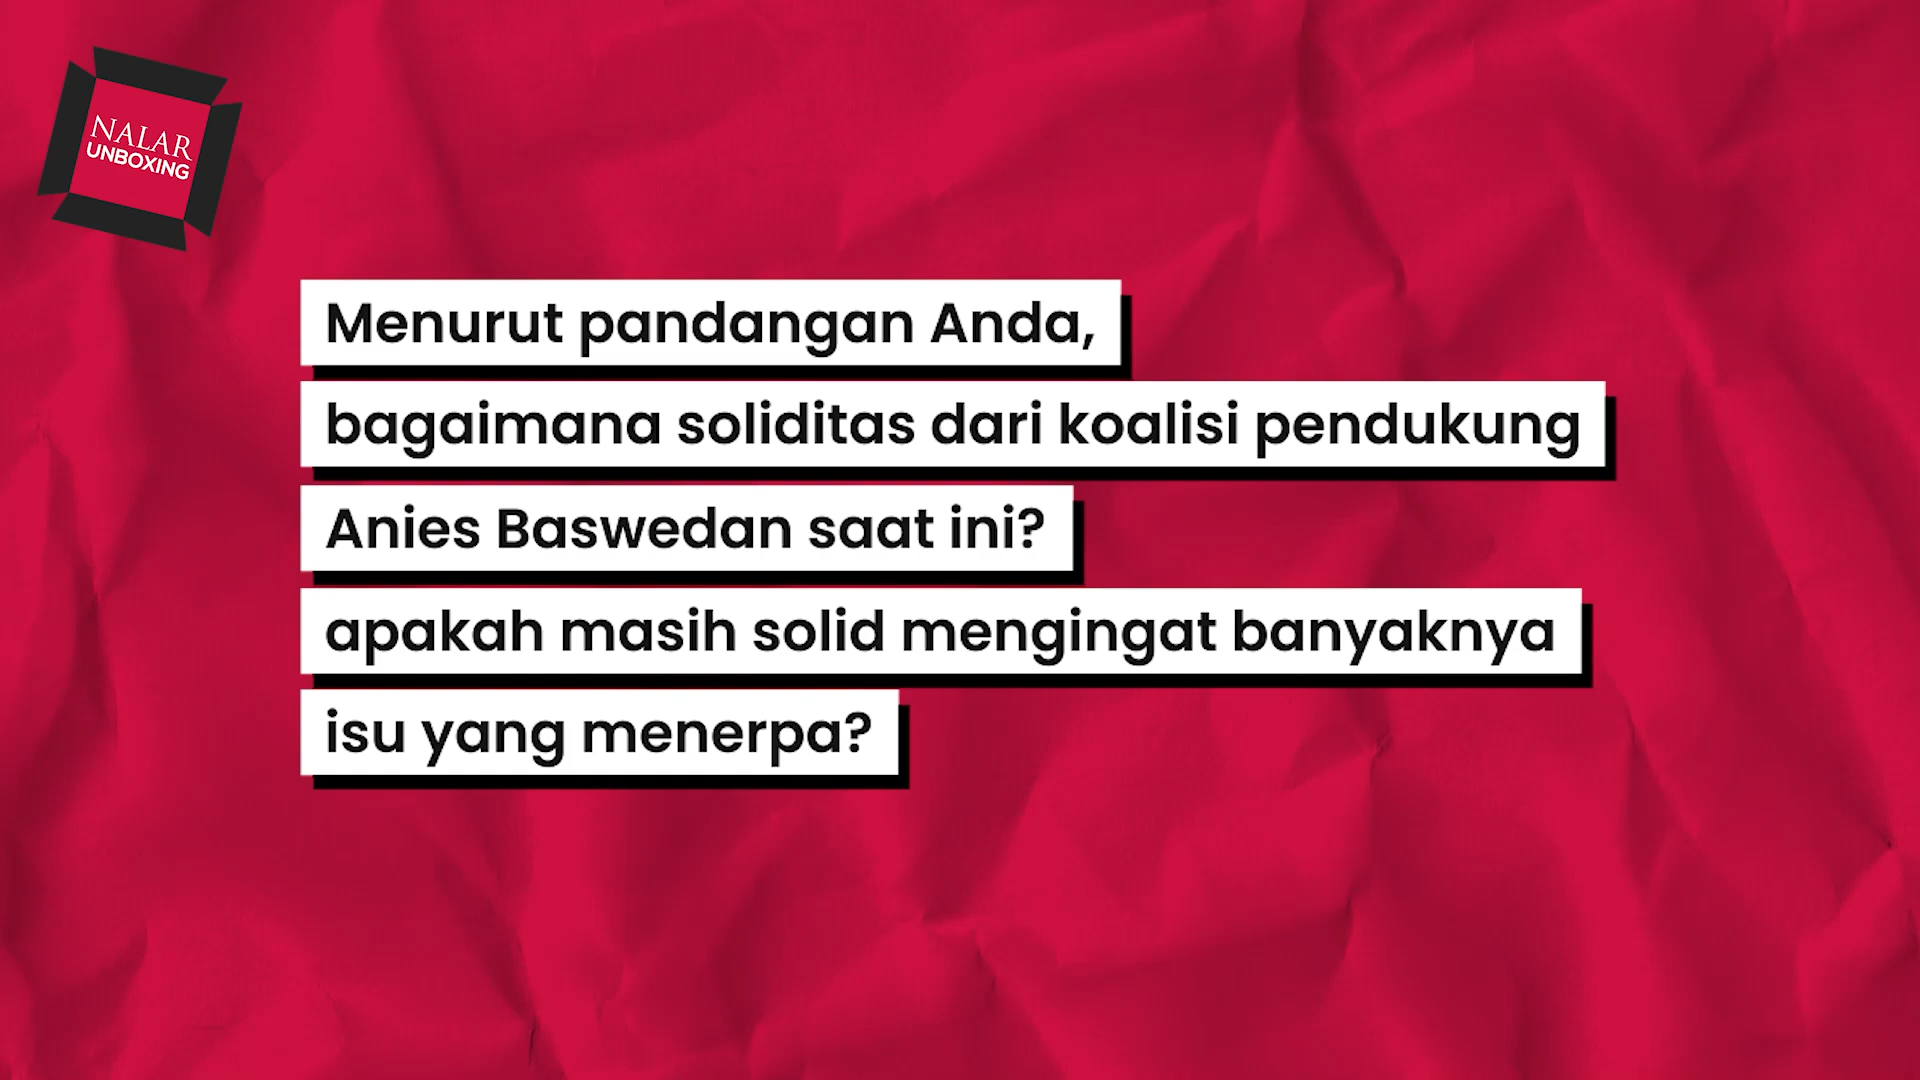 NALAR
UNBOXING
Menurut pandangan Anda,
bagaimana soliditas dari koalisi pendukung
Anies Baswedan saat ini?
apakah masih solid mengingat banyaknya
isu yang menerpa?